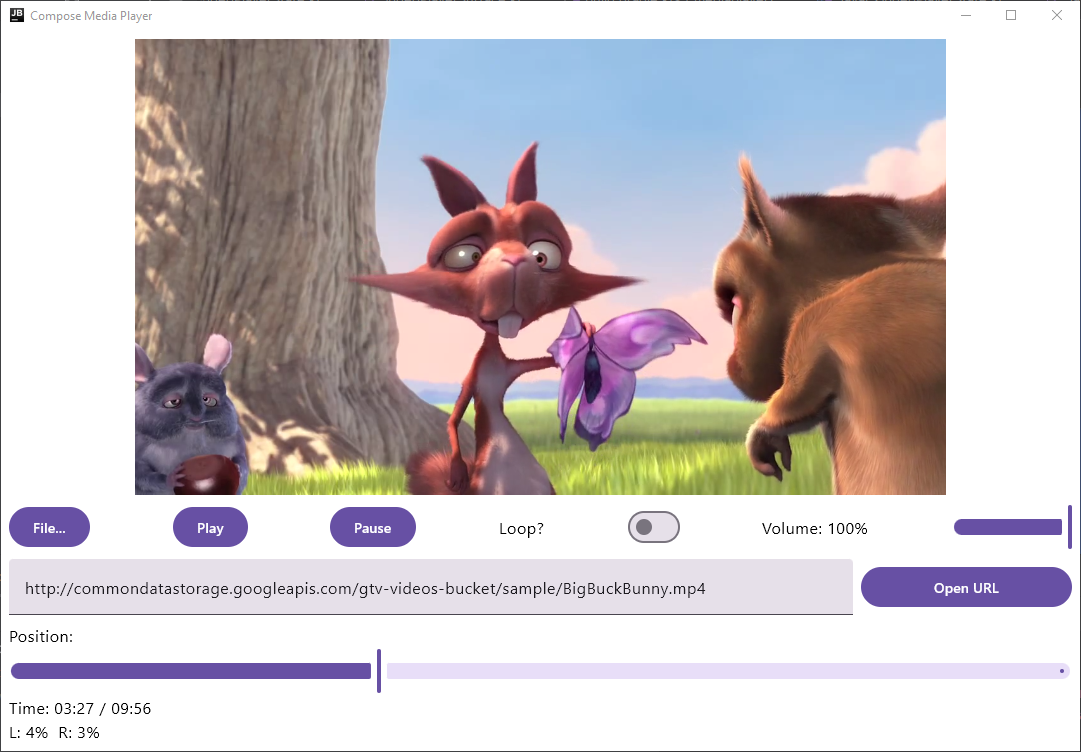 JB
Compose Media Player
File...
Play
Pause
Loop?
Volume: 100%
http://commondatastorage.googleapis.com/gtv-videos-bucket/sample/BigBuckBunny.mp4
Open URL
Position:
Time: 03:27 / 09:56
L: 4% R: 3%